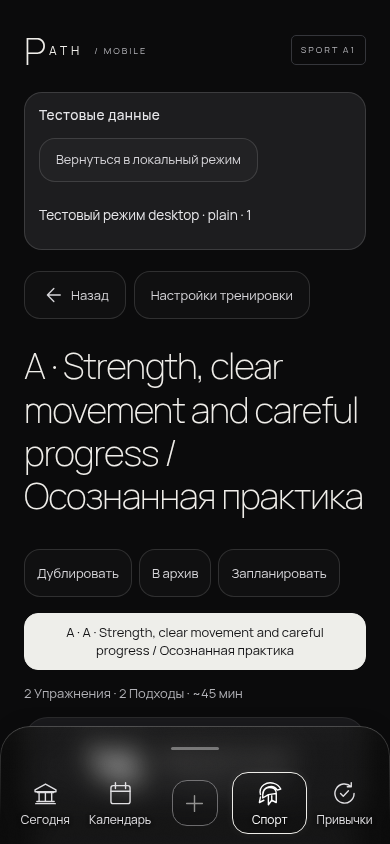 PATH / MOBILE
SPORT A1
Тестовые данные
Вернуться в локальный режим
Тестовый режим desktop · plain · 1
Назад
Настройки тренировки
A · Strength, clear
movement and careful
progress /
Осознанная практика
Дублировать
В архив
Запланировать
A · A · Strength, clear movement and careful
progress / Осознанная практика
2 Упражнения · 2 Подходы · ~45 мин
Сегодня
Календарь
Спорт
Привычки